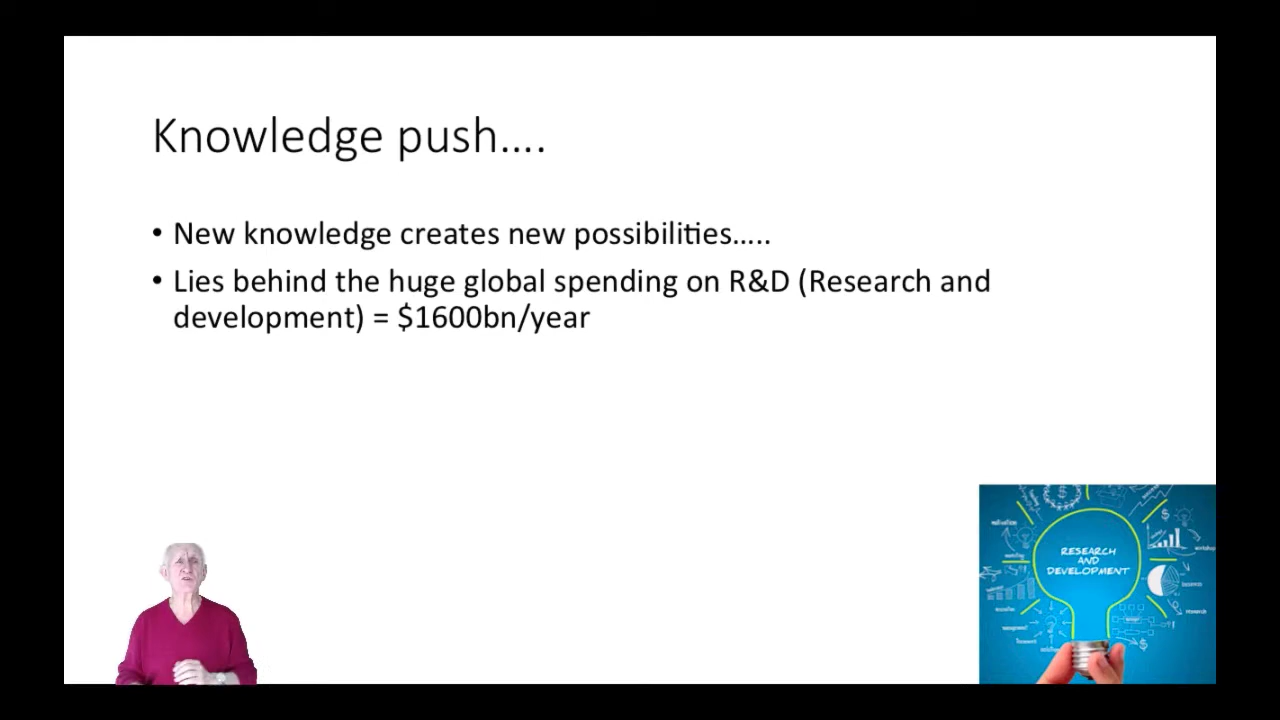 Knowledge push....
• New knowledge creates new possibilities.....
• Lies behind the huge global spending on R&D (Research and
development) = $1600bn/year
RESEARCH
AND
DEVELOPMENT